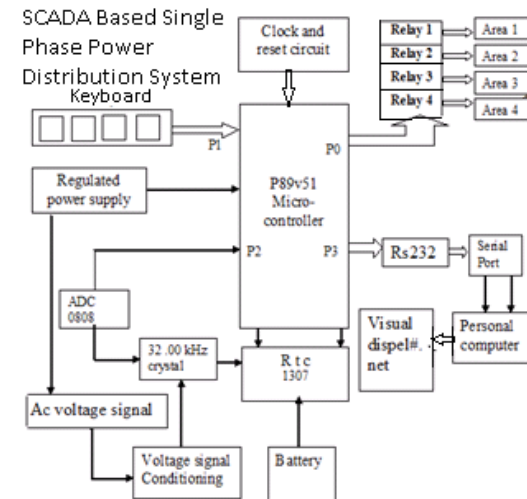 SCADA Based Single
Phase Power
Distribution System
Keyboard
Clock and
reset circuit
Relay 1
Relay 2
Relay 3
Relay 4
Area 1
Area 2
Area 3
Area 4
P1
P0
Regulated
power supply
P89v51
Micro-
controller
P2
P3
Rs232
Serial
Port
ADC
0808
32 .00 kHz
crystal
R t c
1307
Visual
dispel#. .
net
Personal
computer
Ac voltage signal
Voltage signal
Conditioning
Battery